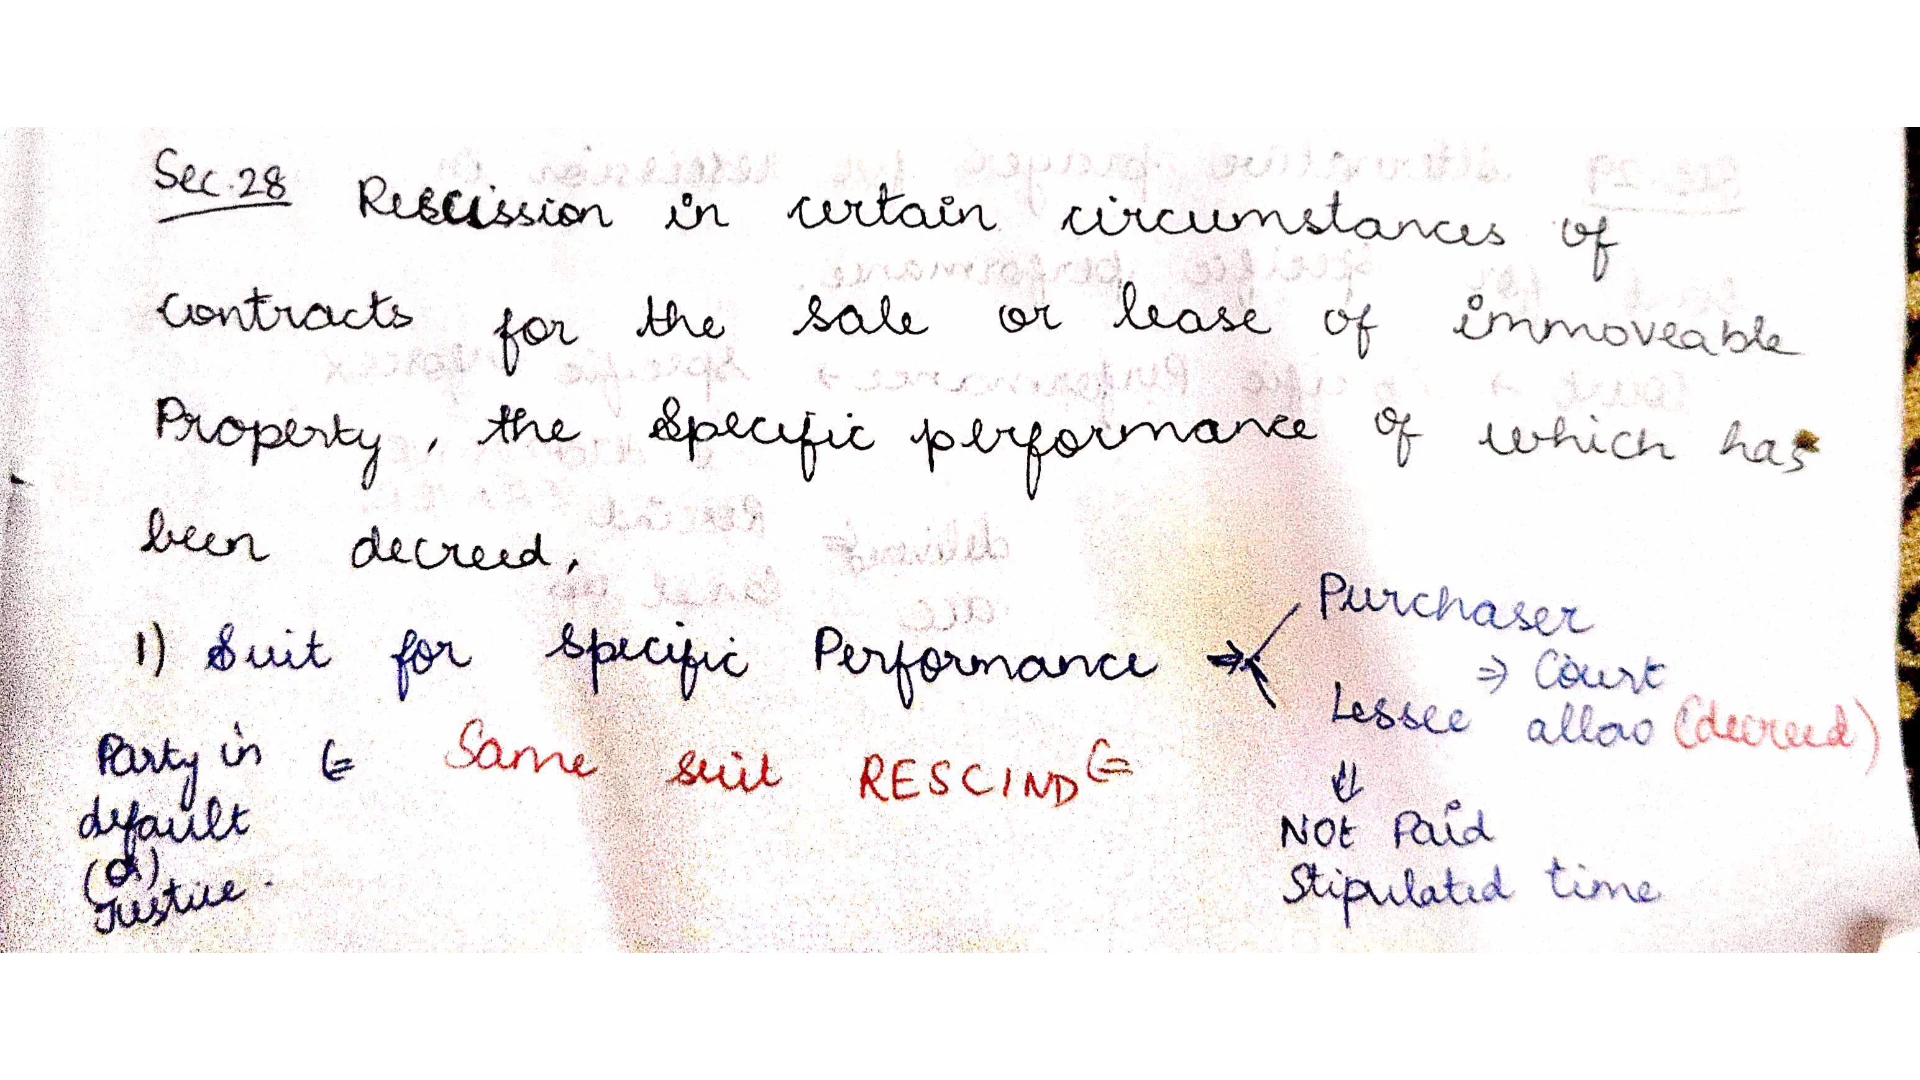 Sec.28 Rescission in certain circumstances of
contracts for the sale or lease of immoveable
Property, the specific performance of which has
been decreed.
1) Suit for specific Performance ⇒ Purchaser
⇒ Court
Lessee allow (decreed)
⇓
Not Paid
Stipulated time
Party in ⇐ Same suit RESCIND ⇐
default
(or)
Justice.